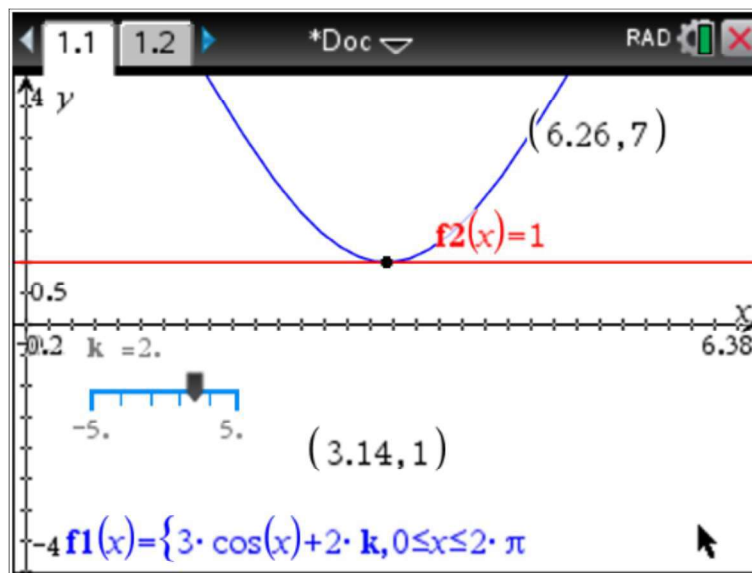 1.1 1.2 *Doc RAD
4 y
(6.26,7)
f2(x)=1
0.5
x
-0.2 6.38
k =2.
-5. 5.
(3.14,1)
-4 f1(x)={3· cos(x)+2· k,0≤x≤2· π